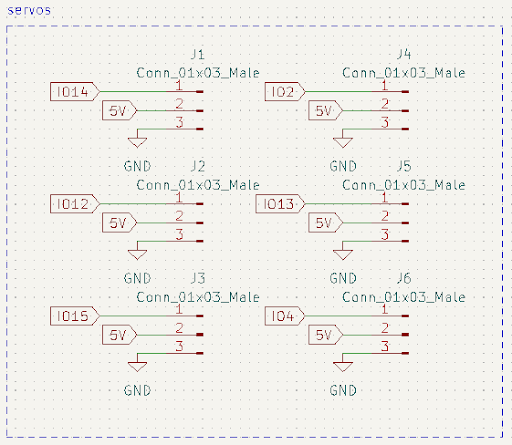 servos
J1
Conn_01x03_Male
IO14
1
5V
2
3
GND
J4
Conn_01x03_Male
IO2
1
5V
2
3
GND
J2
Conn_01x03_Male
IO12
1
5V
2
3
GND
J5
Conn_01x03_Male
IO13
1
5V
2
3
GND
J3
Conn_01x03_Male
IO15
1
5V
2
3
GND
J6
Conn_01x03_Male
IO4
1
5V
2
3
GND